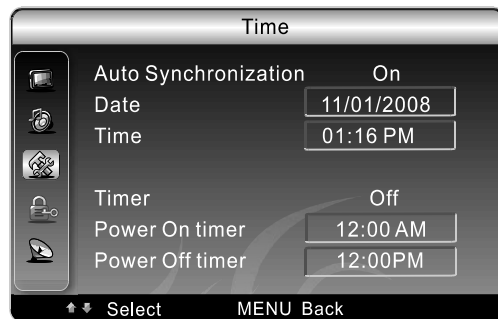 Time
Auto Synchronization On
Date 11/01/2008
Time 01:16 PM
Timer Off
Power On timer 12:00 AM
Power Off timer 12:00PM
Select MENU Back